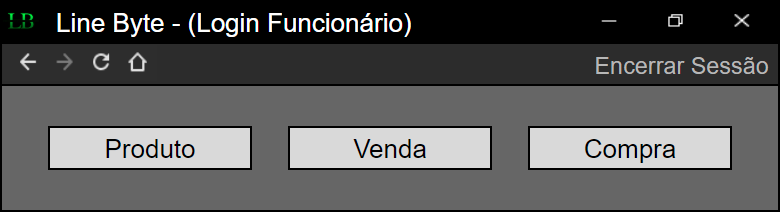 LB Line Byte - (Login Funcionário)
Encerrar Sessão
Produto Venda Compra